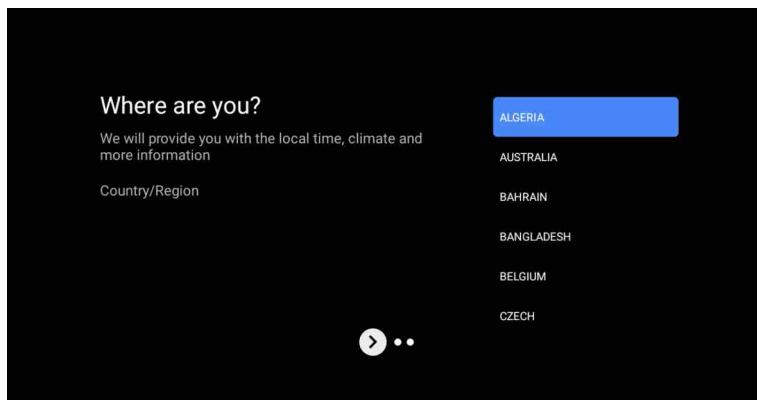 Where are you?
We will provide you with the local time, climate and
more information
Country/Region
ALGERIA
AUSTRALIA
BAHRAIN
BANGLADESH
BELGIUM
CZECH